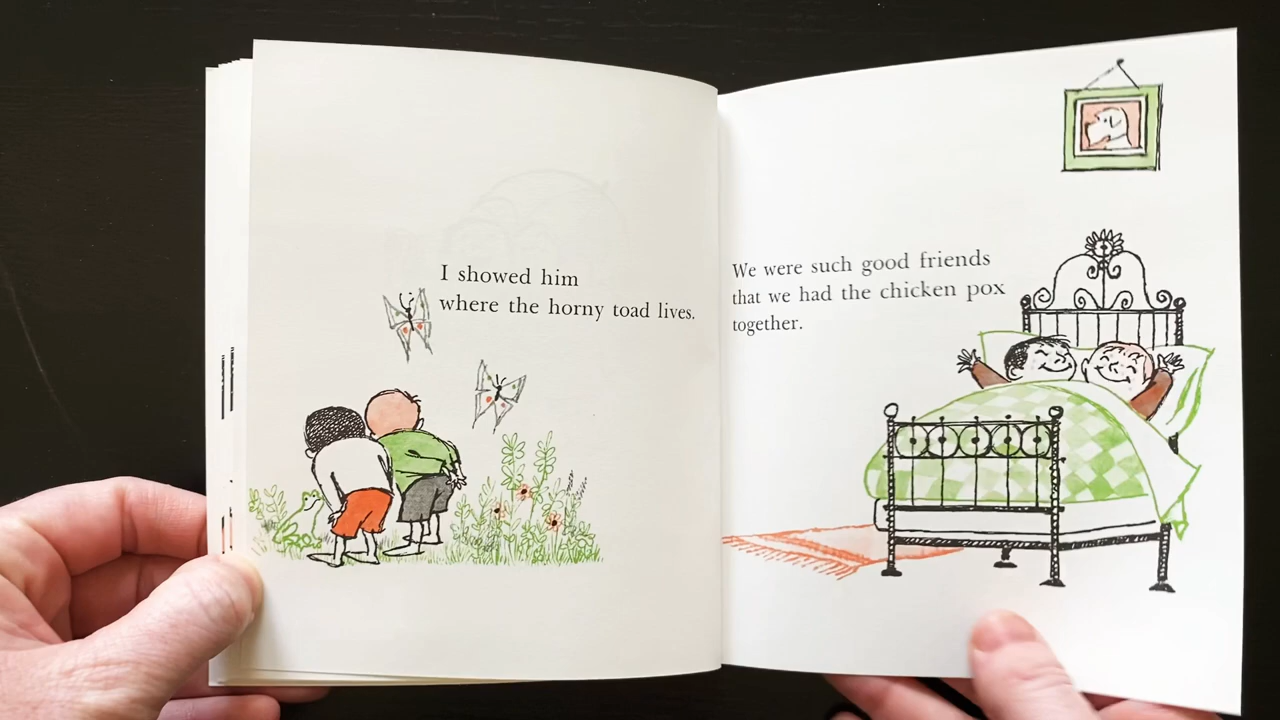 I showed him
where the horny toad lives.
We were such good friends
that we had the chicken pox
together.